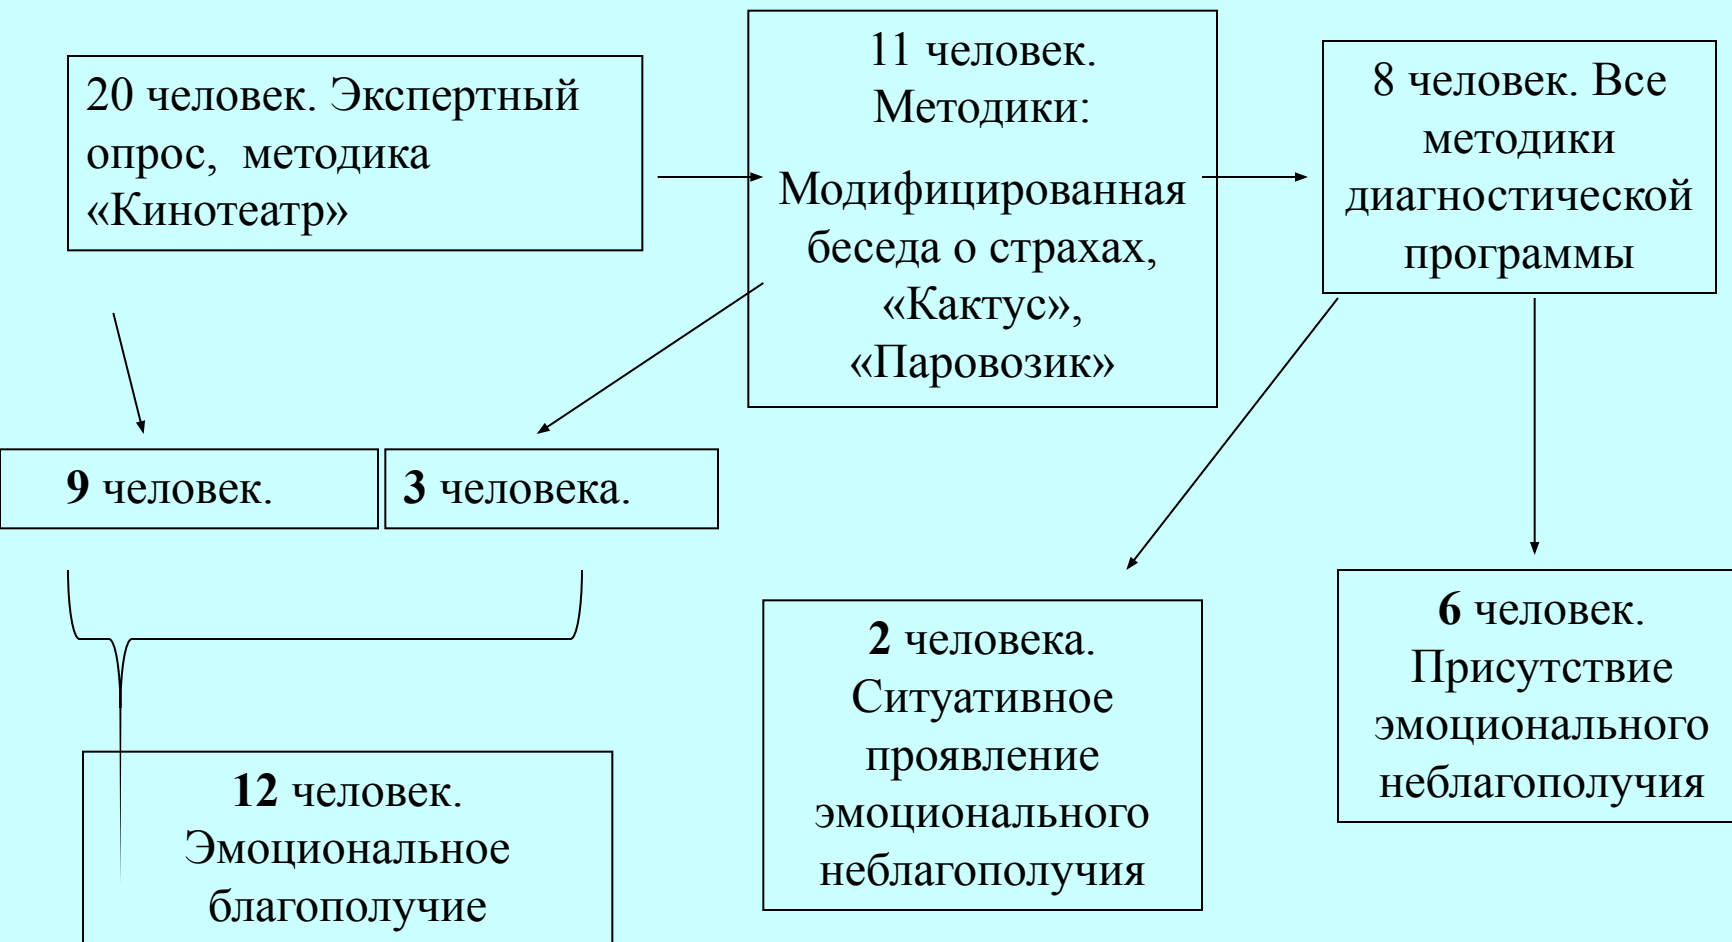 20 человек. Экспертный
опрос, методика
«Кинотеатр»
11 человек.
Методики:
Модифицированная
беседа о страхах,
«Кактус»,
«Паровозик»
8 человек. Все
методики
диагностической
программы
9 человек.
3 человека.
12 человек.
Эмоциональное
благополучие
2 человека.
Ситуативное
проявление
эмоционального
неблагополучия
6 человек.
Присутствие
эмоционального
неблагополучия